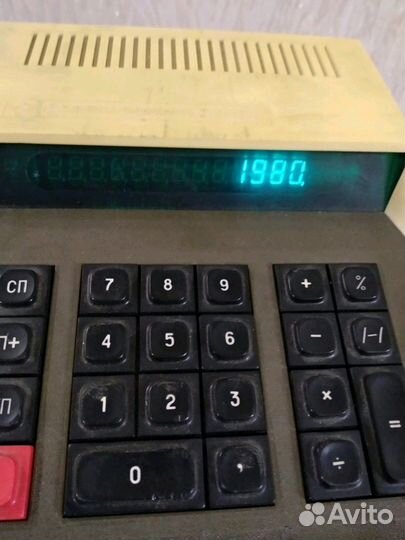 1980.
СП 7 8 9 + %
П+ 4 5 6 - /-/
1 2 3 ×
0 , ÷ =
Avito